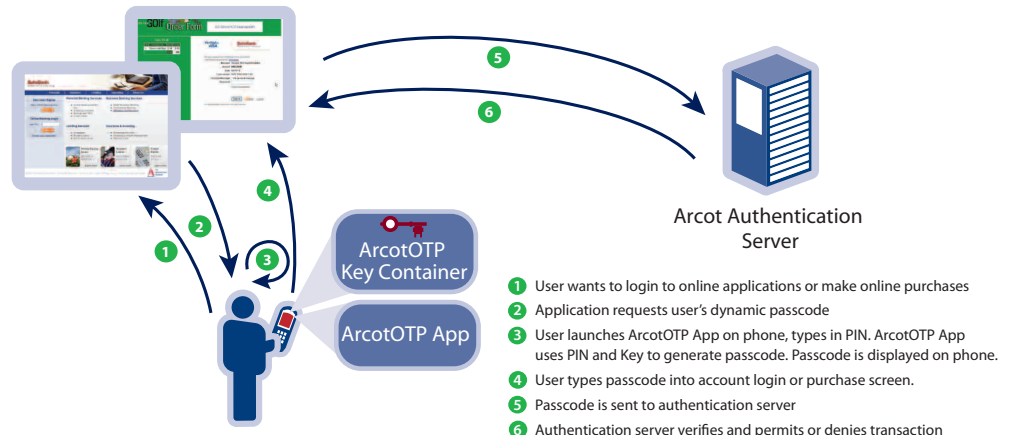 5
6
4
2
3
1
ArcotOTP
Key Container
ArcotOTP App
Arcot Authentication
Server
1 User wants to login to online applications or make online purchases
2 Application requests user's dynamic passcode
3 User launches ArcotOTP App on phone, types in PIN. ArcotOTP App
uses PIN and Key to generate passcode. Passcode is displayed on phone.
4 User types passcode into account login or purchase screen.
5 Passcode is sent to authentication server
6 Authentication server verifies and permits or denies transaction